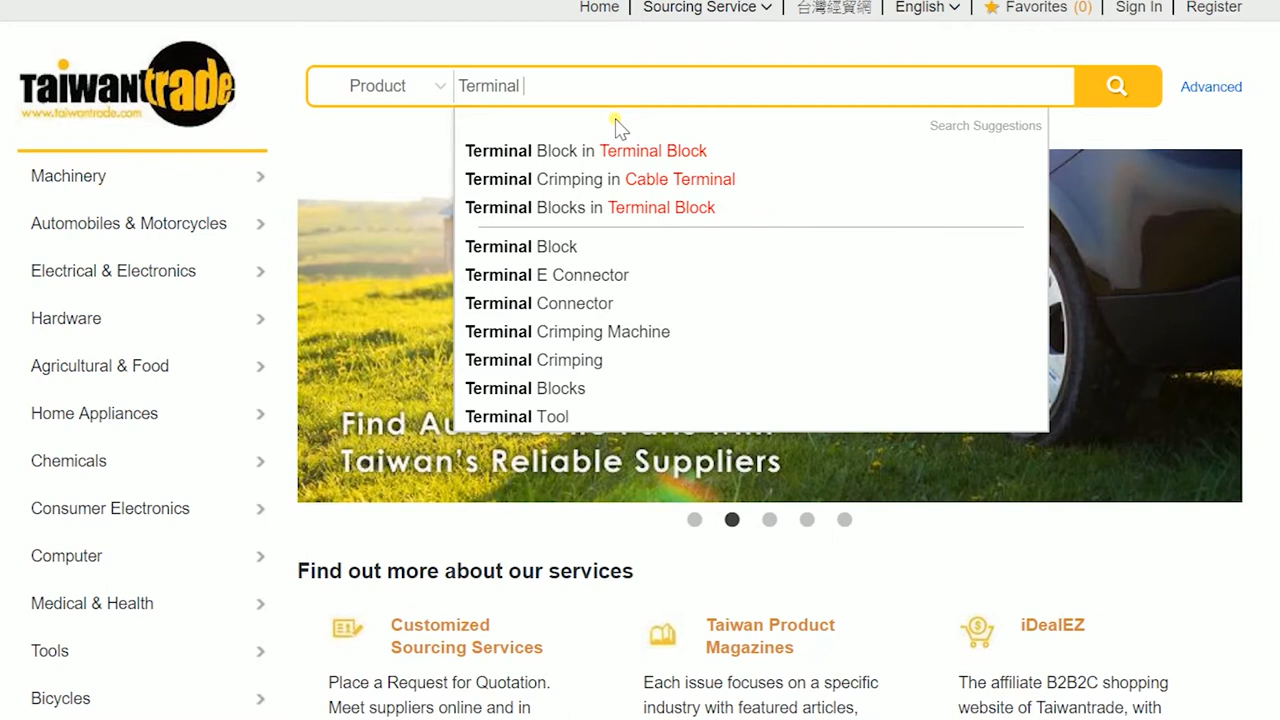 Home
Sourcing Service
台灣經貿網
English
Favorites (0)
Sign In
Register
Taiwantrade
www.taiwantrade.com
Product
Terminal
Advanced
Search Suggestions
Terminal Block in Terminal Block
Terminal Crimping in Cable Terminal
Terminal Blocks in Terminal Block
Terminal Block
Terminal E Connector
Terminal Connector
Terminal Crimping Machine
Terminal Crimping
Terminal Blocks
Terminal Tool
Machinery
Automobiles & Motorcycles
Electrical & Electronics
Hardware
Agricultural & Food
Home Appliances
Chemicals
Consumer Electronics
Computer
Medical & Health
Tools
Bicycles
Find
Taiwan's Reliable Suppliers
Find out more about our services
Customized
Sourcing Services
Place a Request for Quotation.
Meet suppliers online and in
Taiwan Product
Magazines
Each issue focuses on a specific
industry with featured articles,
iDealEZ
The affiliate B2B2C shopping
website of Taiwantrade, with